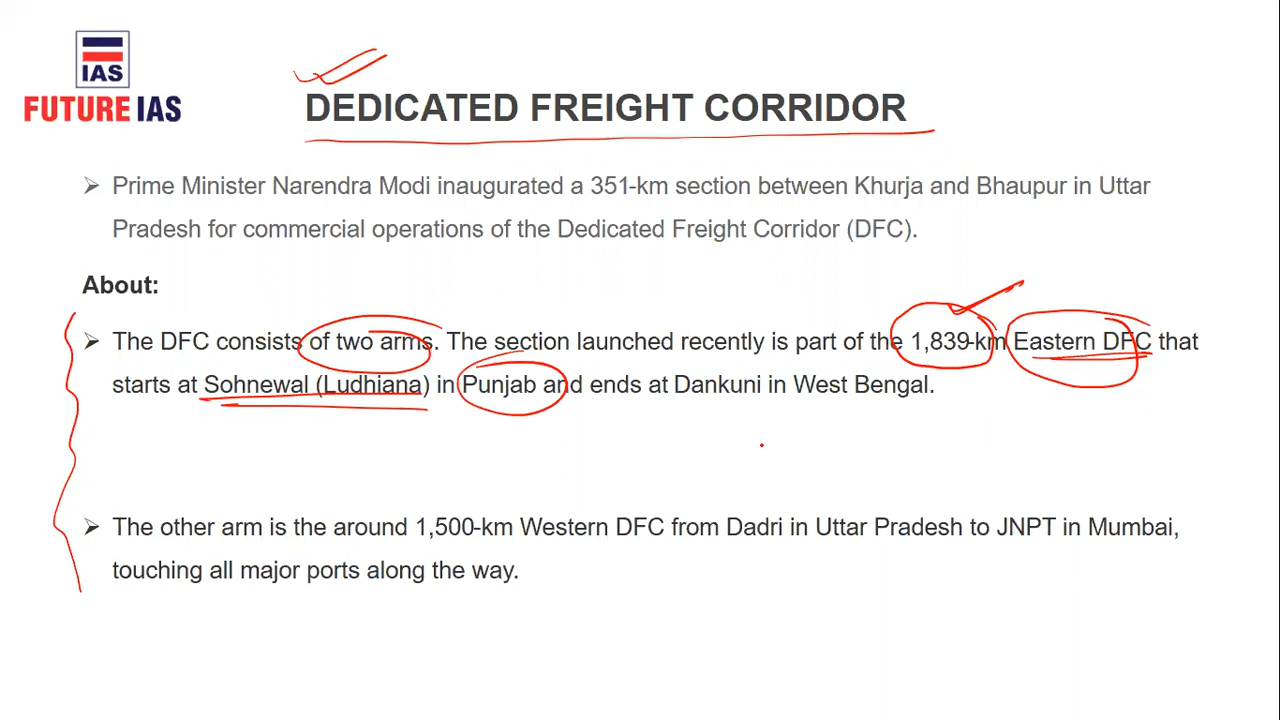 IAS
FUTURE IAS
DEDICATED FREIGHT CORRIDOR
➢ Prime Minister Narendra Modi inaugurated a 351-km section between Khurja and Bhaupur in Uttar
Pradesh for commercial operations of the Dedicated Freight Corridor (DFC).
About:
➢ The DFC consists of two arms. The section launched recently is part of the 1,839-km Eastern DFC that
starts at Sohnewal (Ludhiana) in Punjab and ends at Dankuni in West Bengal.
➢ The other arm is the around 1,500-km Western DFC from Dadri in Uttar Pradesh to JNPT in Mumbai,
touching all major ports along the way.